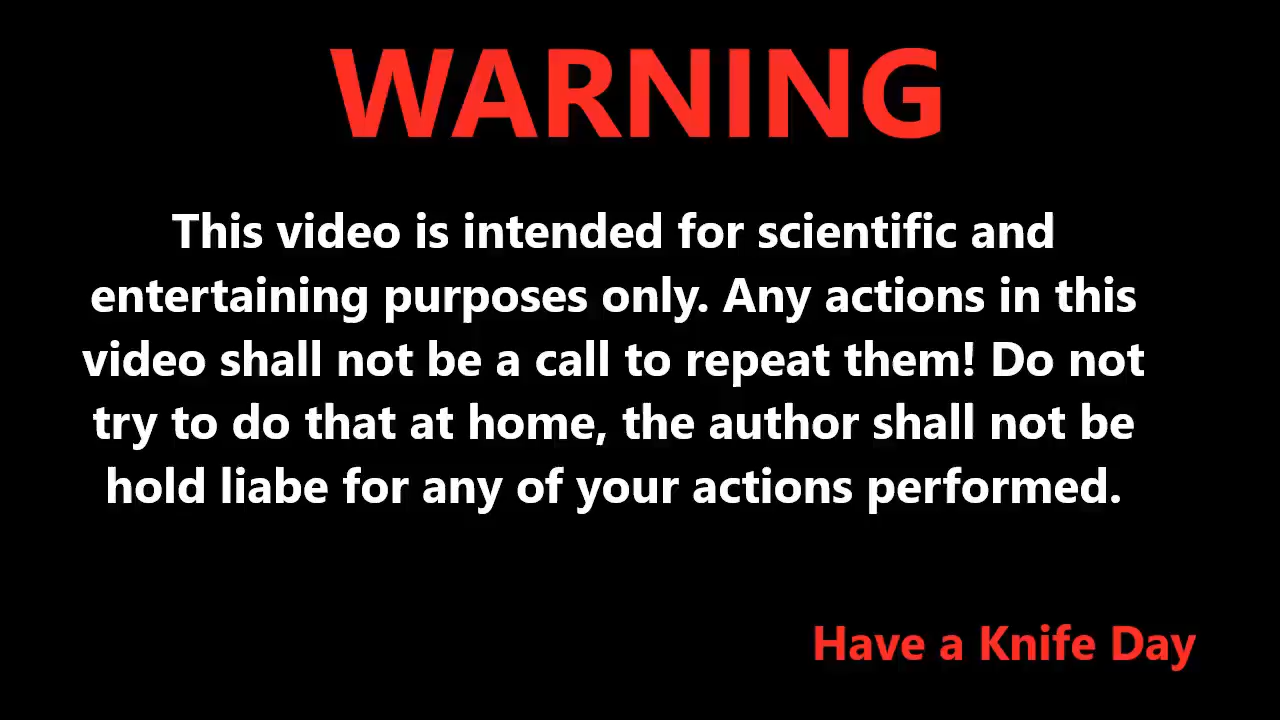 WARNING
This video is intended for scientific and
entertaining purposes only. Any actions in this
video shall not be a call to repeat them! Do not
try to do that at home, the author shall not be
hold liabe for any of your actions performed.
Have a Knife Day